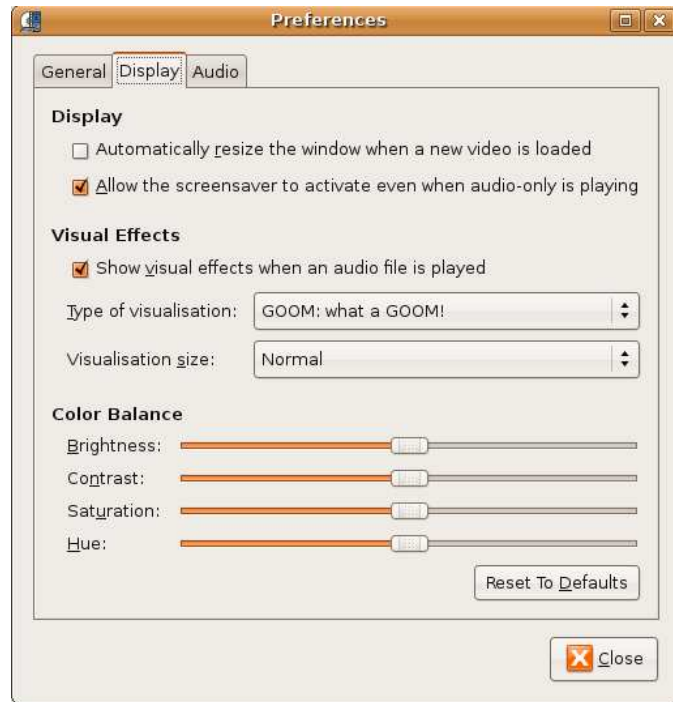 Preferences
General Display Audio
Display
Automatically resize the window when a new video is loaded
Allow the screensaver to activate even when audio-only is playing
Visual Effects
Show visual effects when an audio file is played
Type of visualisation: GOOM: what a GOOM!
Visualisation size: Normal
Color Balance
Brightness:
Contrast:
Saturation:
Hue:
Reset To Defaults
Close